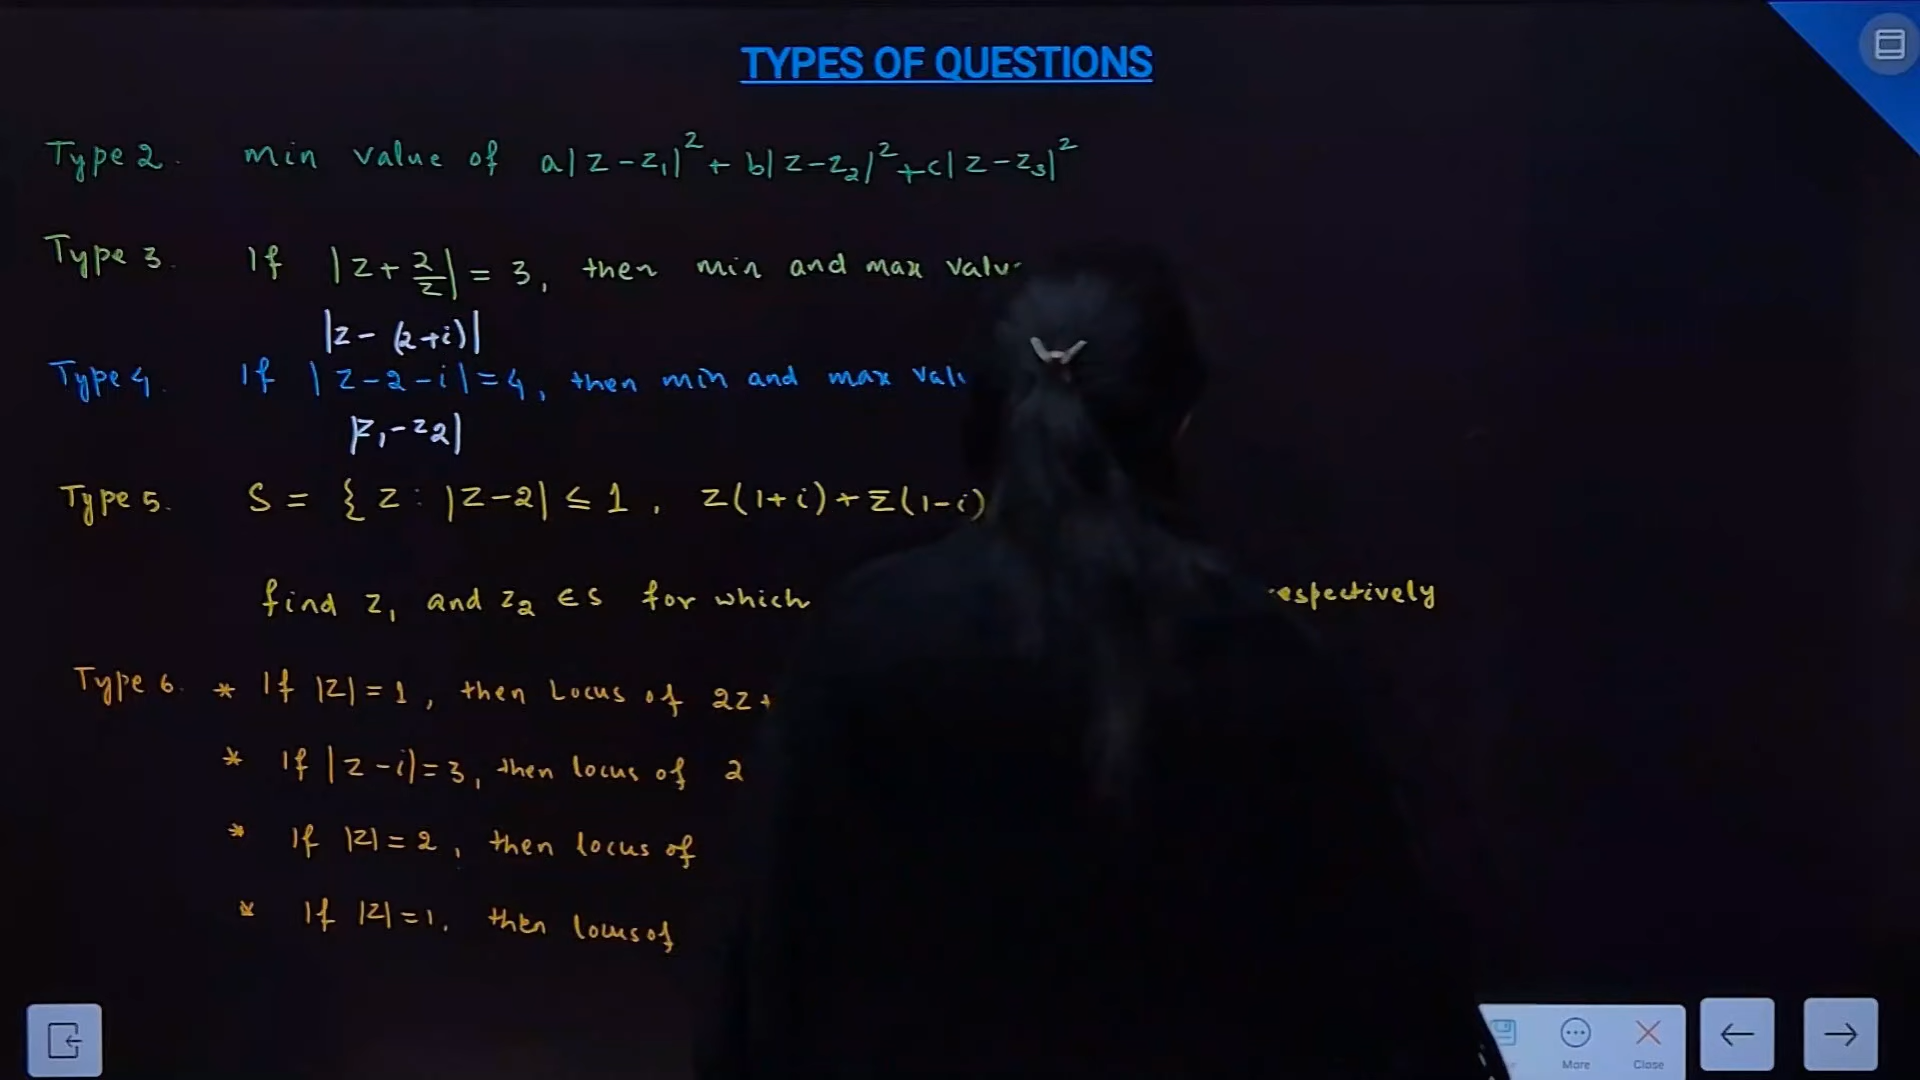 TYPES OF QUESTIONS
Type 2. min value of a|z-z₁|² + b|z-z₂|² + c|z-z₃|²
Type 3. If |z + 2/z| = 3, then min and max
|z - (2+i)|
Type 4. If |z-2-i| = 4, then min and max
|z₁-z₂|
Type 5. S = { z : |z-2| ≤ 1, z(1+i) + z̅(1-i)
find z₁ and z₂ ∈ S for which espectively
Type 6. * If |z| = 1, then Locus of 2z+
* If |z-i| = 3, then locus of 2
* If |z| = 2, then locus of
* If |z| = 1. then locus of
More
Close